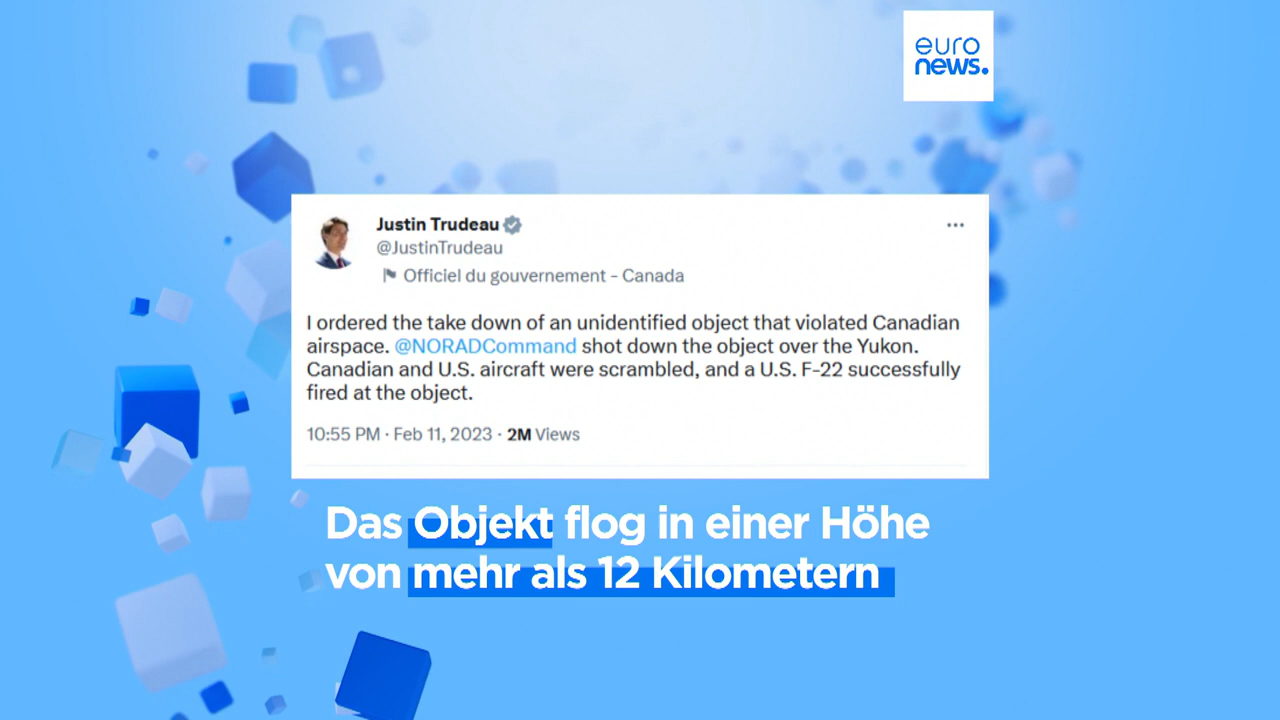 euro
news.
Justin Trudeau
@JustinTrudeau
Officiel du gouvernement - Canada
I ordered the take down of an unidentified object that violated Canadian
airspace. @NORADCommand shot down the object over the Yukon.
Canadian and U.S. aircraft were scrambled, and a U.S. F-22 successfully
fired at the object.
10:55 PM · Feb 11, 2023 · 2M Views
Das Objekt flog in einer Höhe
von mehr als 12 Kilometern